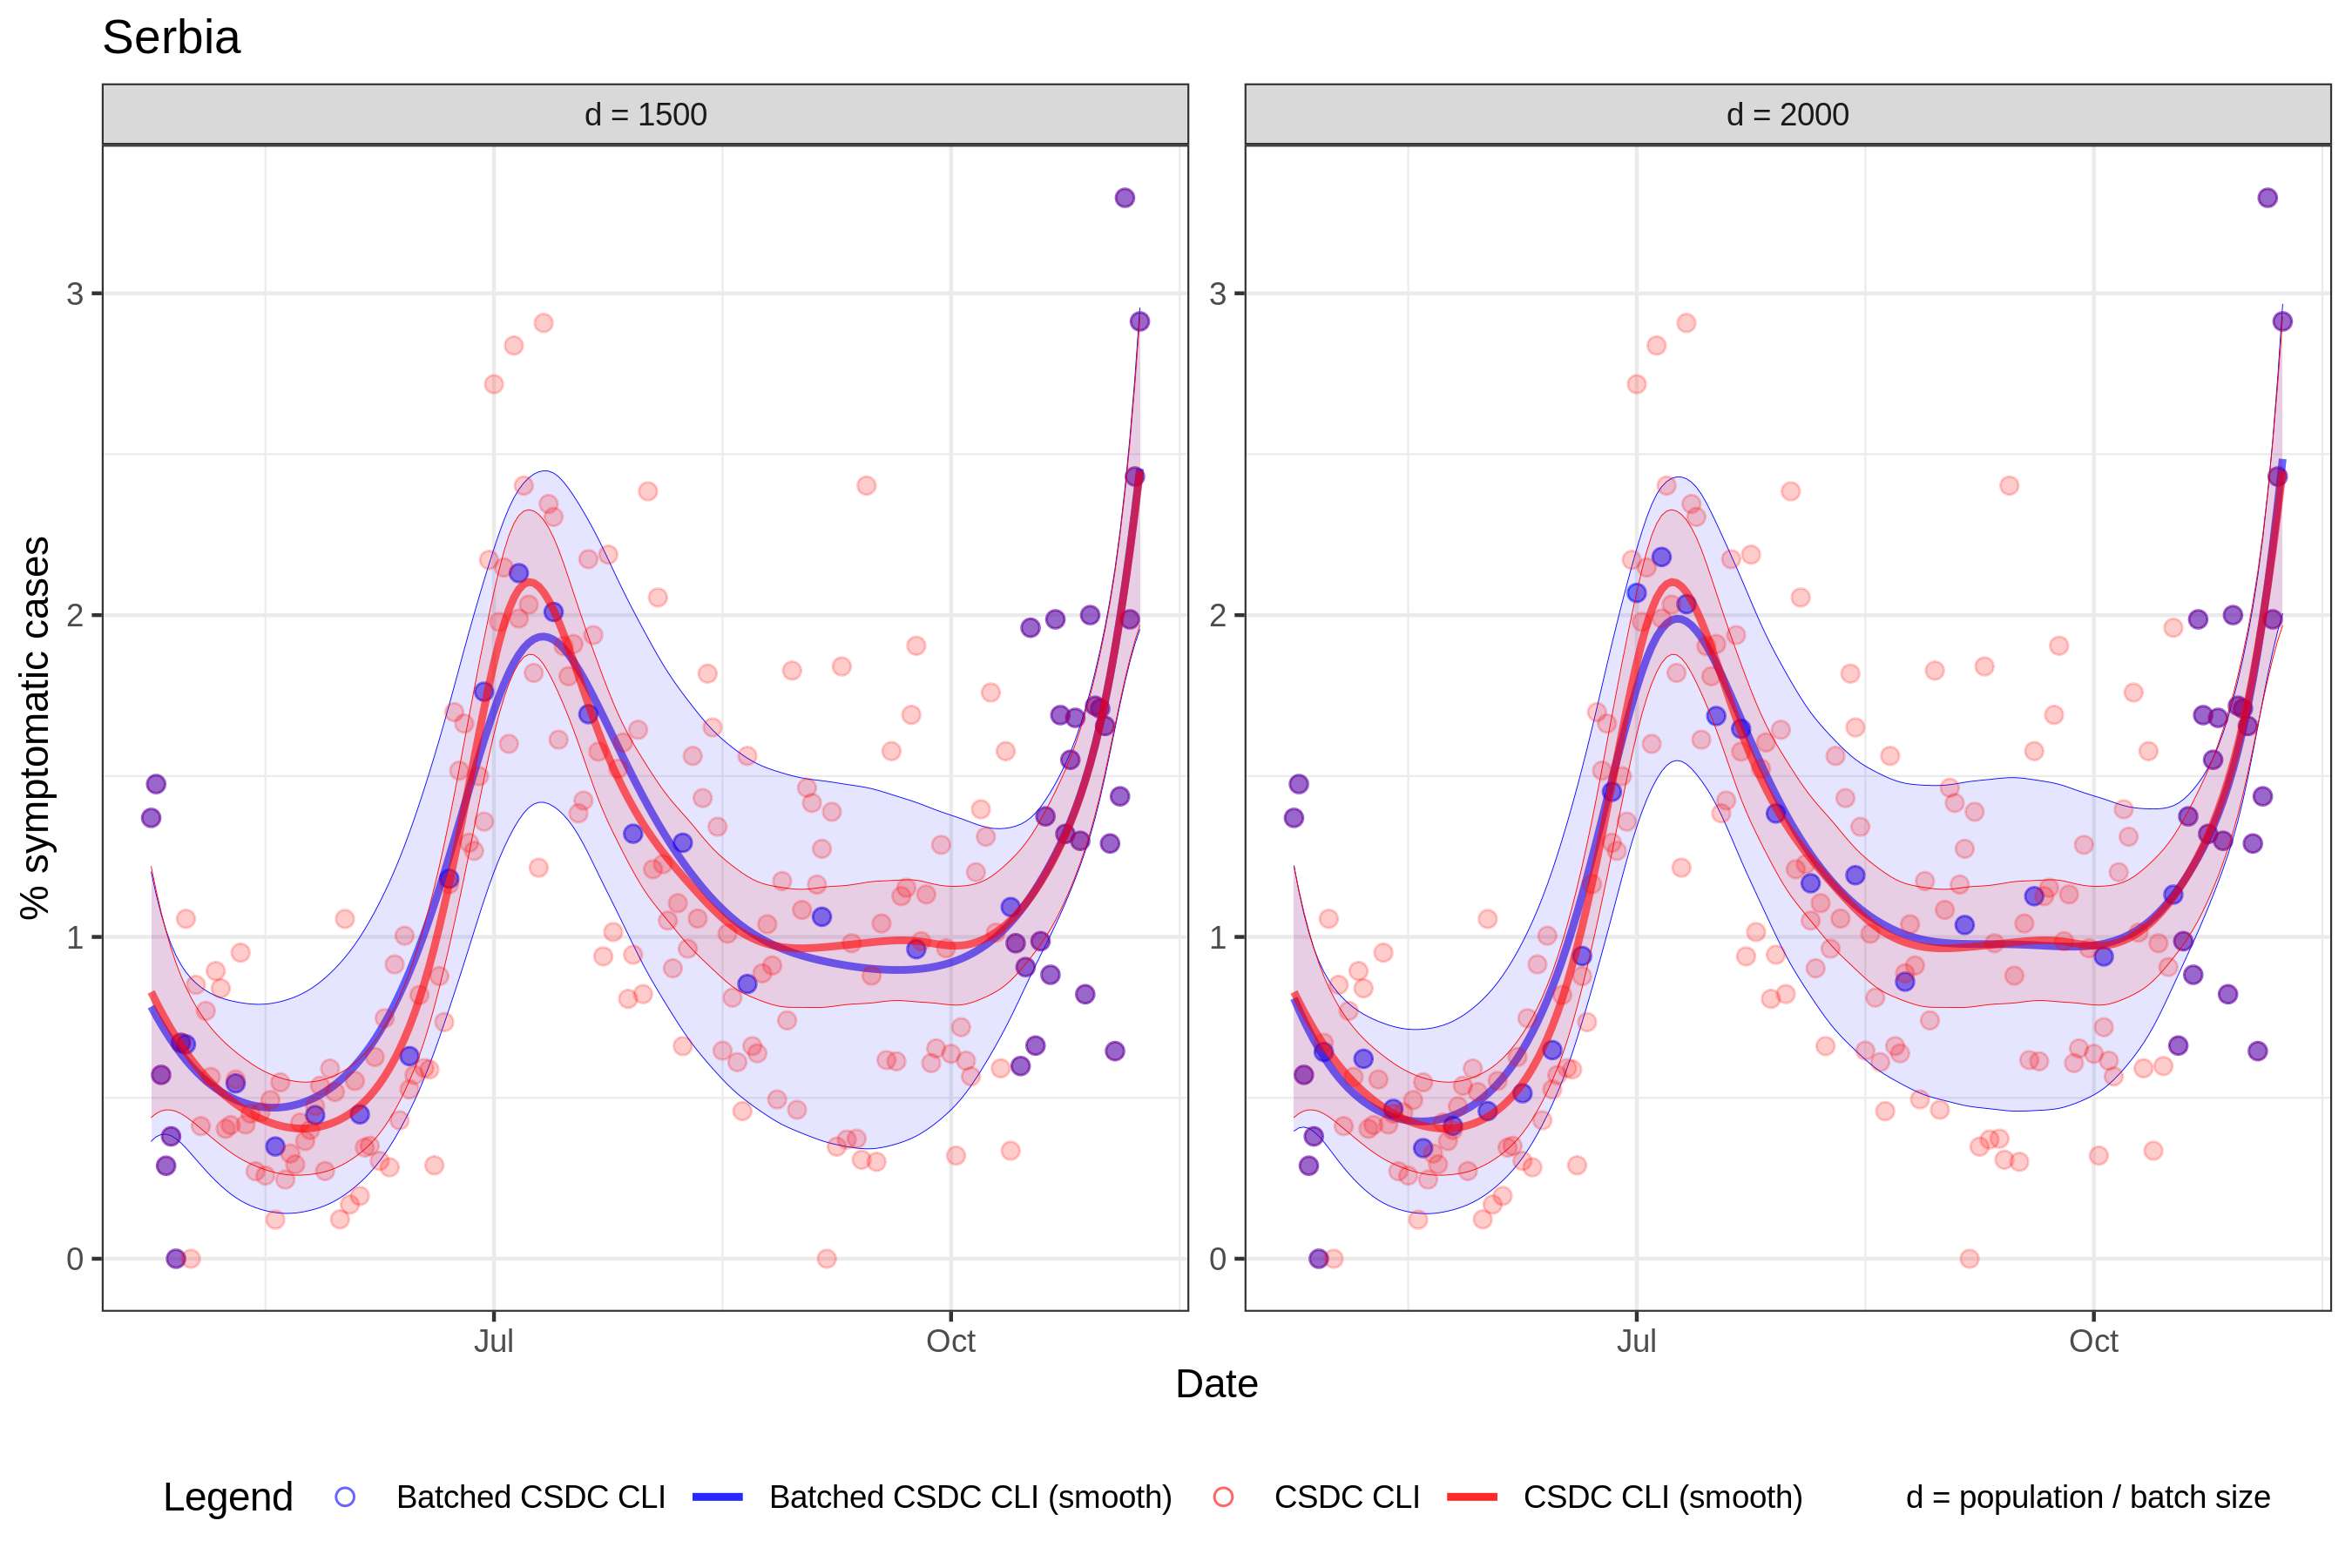 Serbia
d = 1500
d = 2000
% symptomatic cases
3
2
1
0
3
2
1
0
Jul
Oct
Jul
Oct
Date
Legend
Batched CSDC CLI
Batched CSDC CLI (smooth)
CSDC CLI
CSDC CLI (smooth)
d = population / batch size